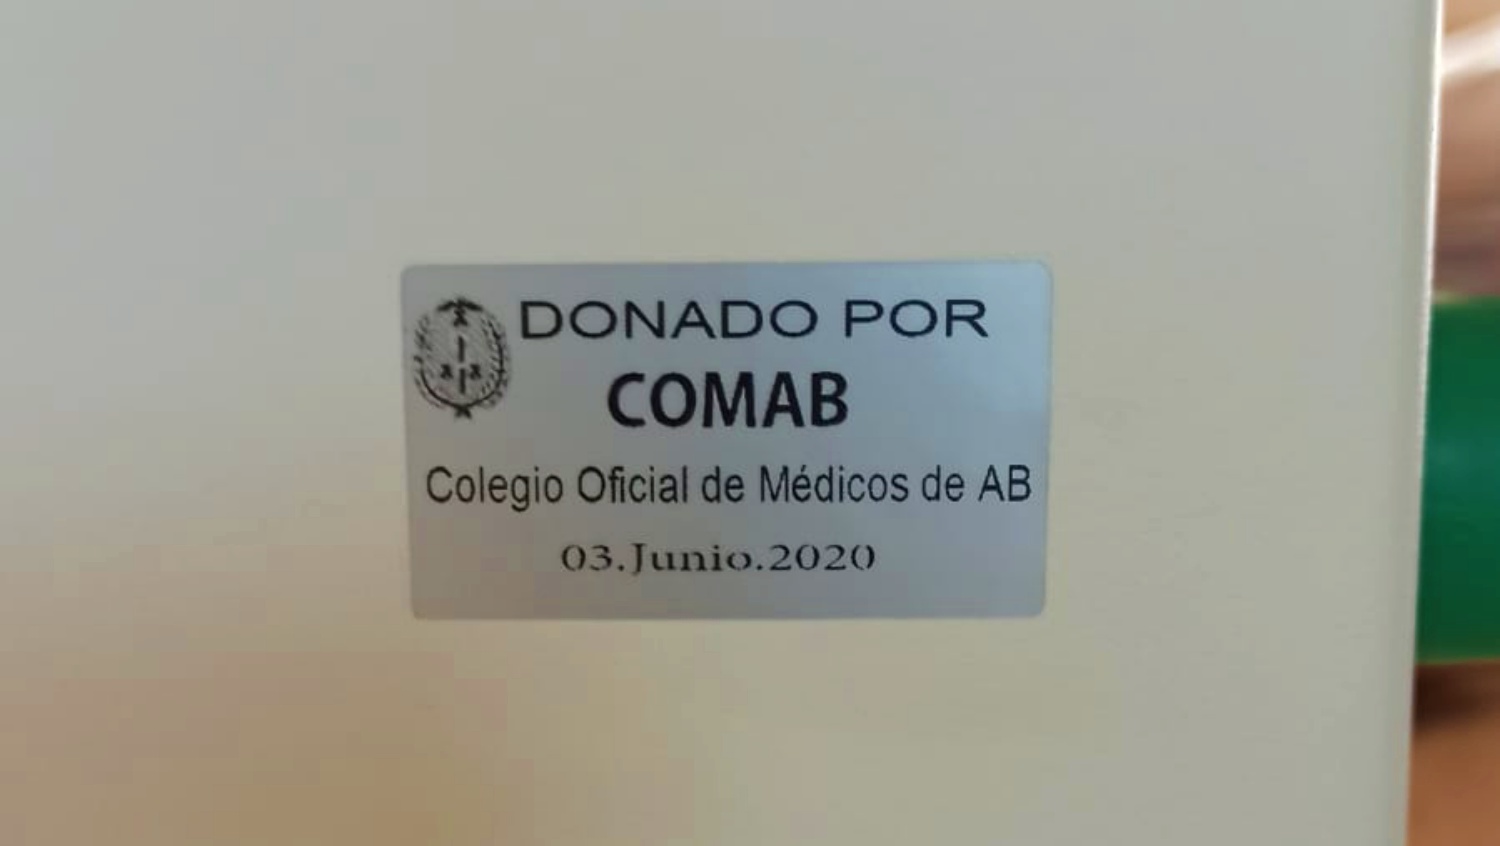 DONADO POR
COMAB
Colegio Oficial de Médicos de AB
03.Junio.2020